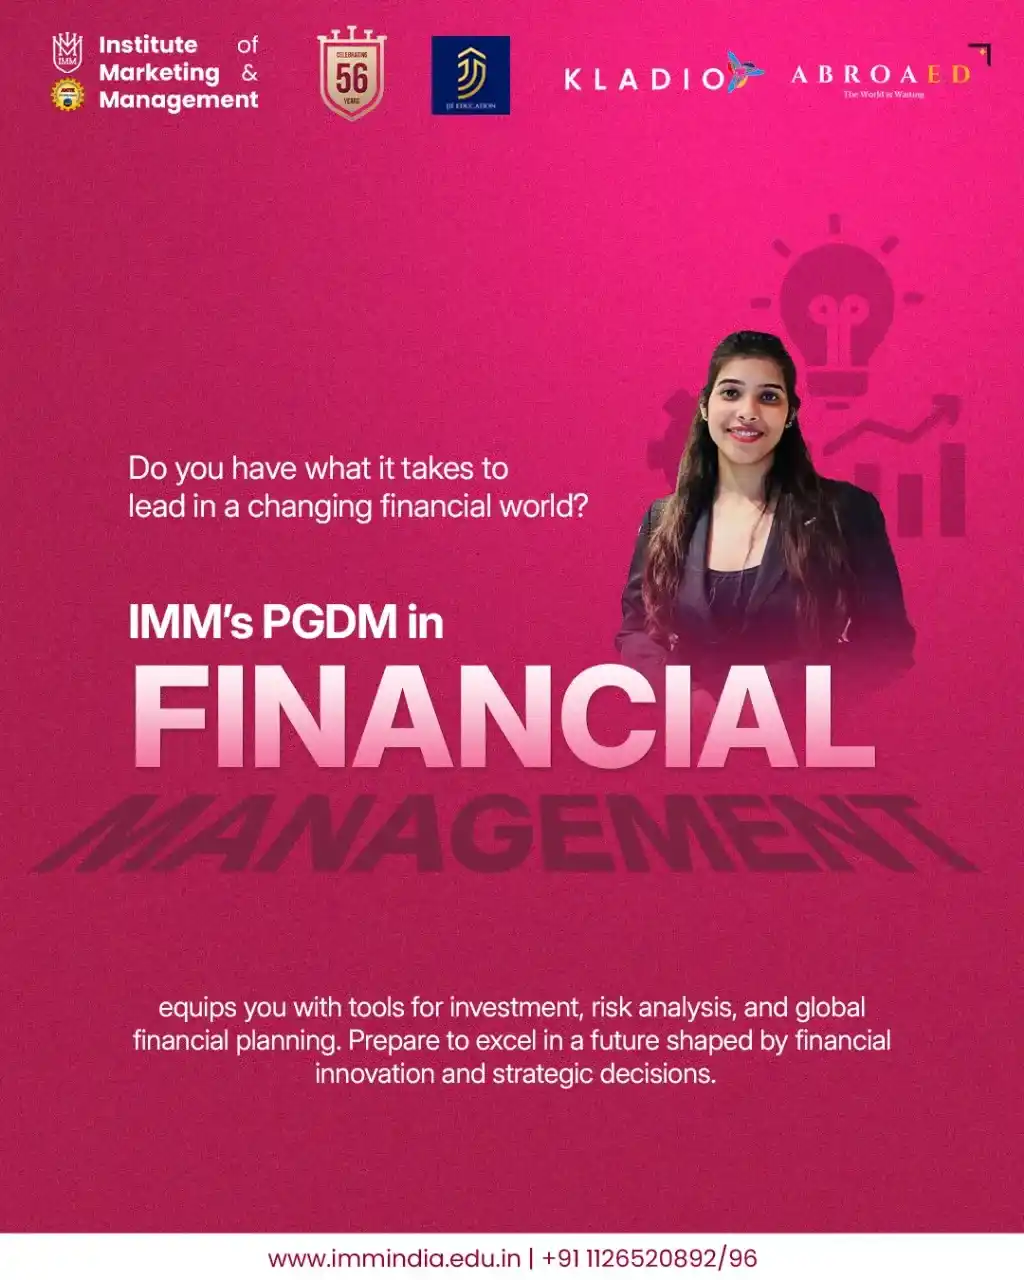 Institute of
Marketing &
Management
IMM
CELEBRATING
56
YEARS
JJF EDUCATION
KLADIO
ABROAED
The World is Waiting
Do you have what it takes to
lead in a changing financial world?
IMM's PGDM in
FINANCIAL
MANAGEMENT
equips you with tools for investment, risk analysis, and global
financial planning. Prepare to excel in a future shaped by financial
innovation and strategic decisions.
www.immindia.edu.in | +91 1126520892/96